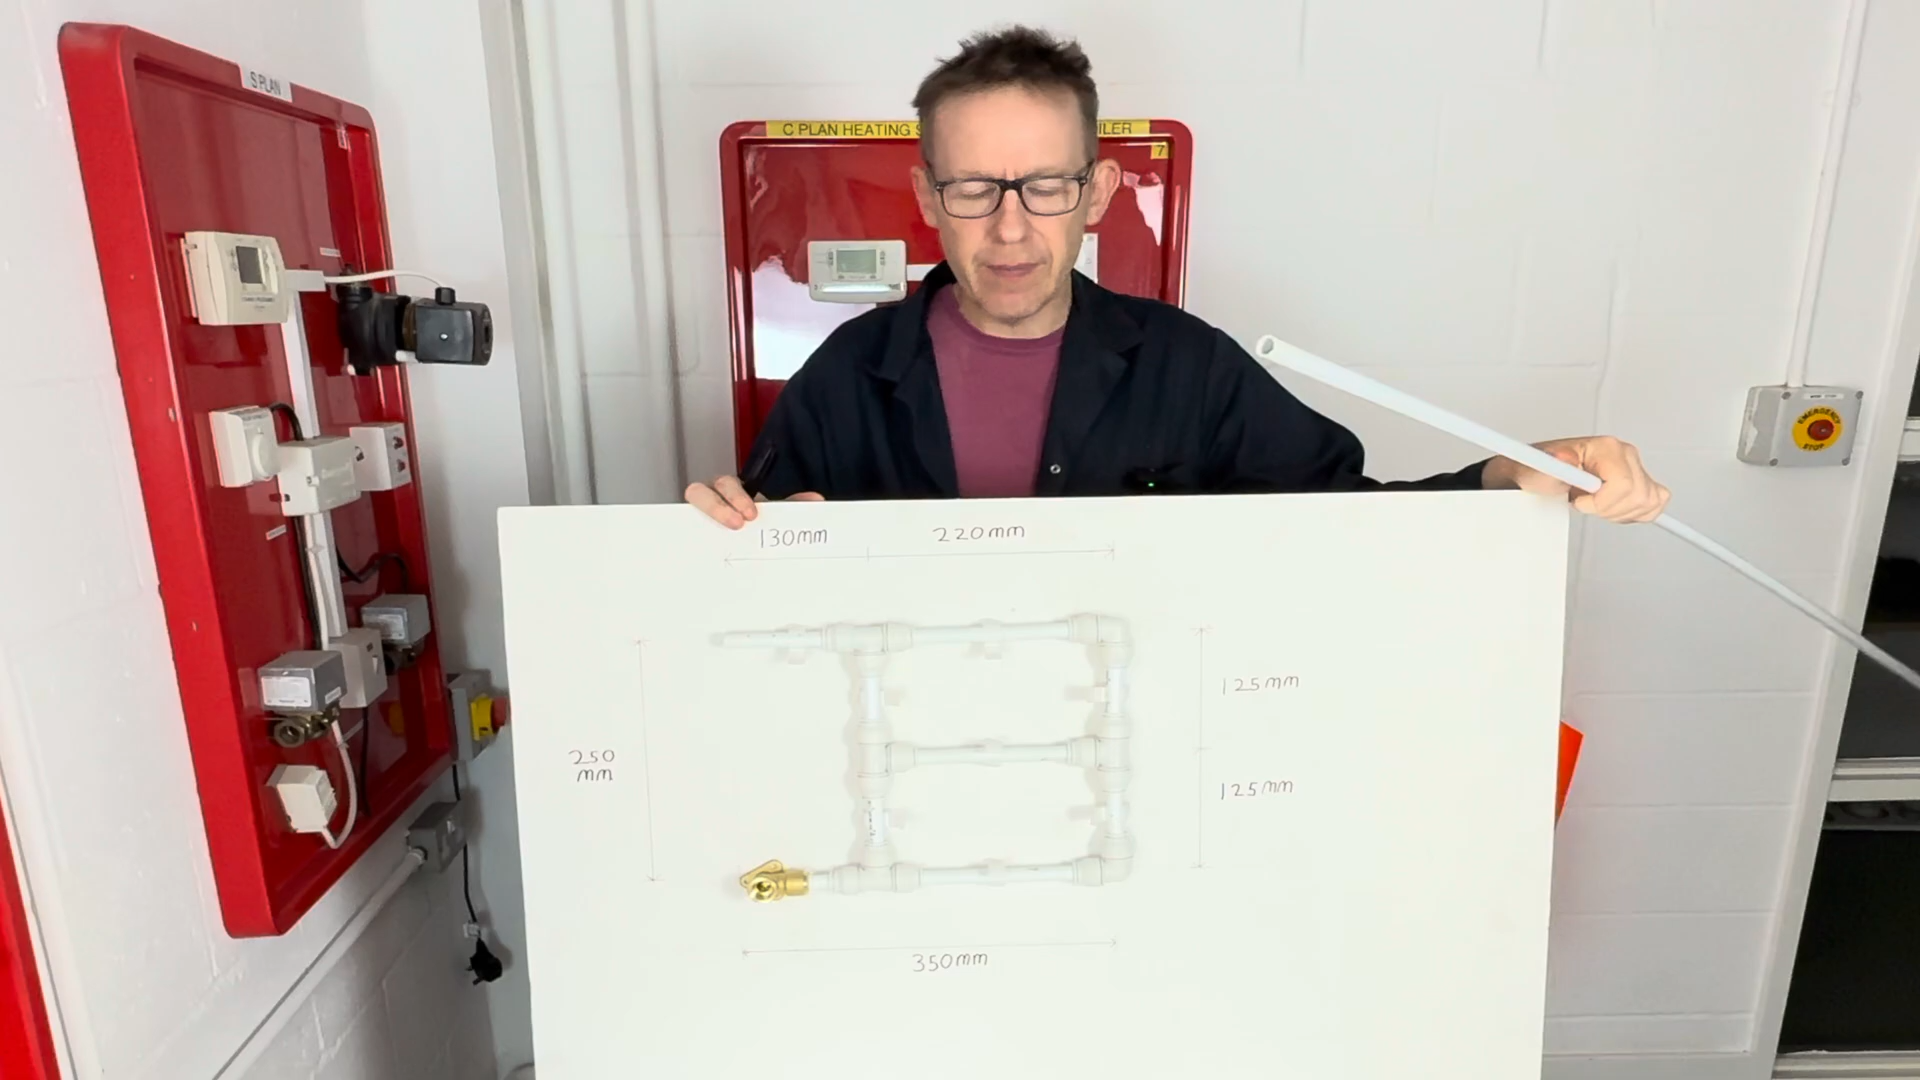 S PLAN
C PLAN HEATING S
ILER
7
EMERGENCY
STOP
130mm
220mm
125mm
250
mm
125mm
350mm